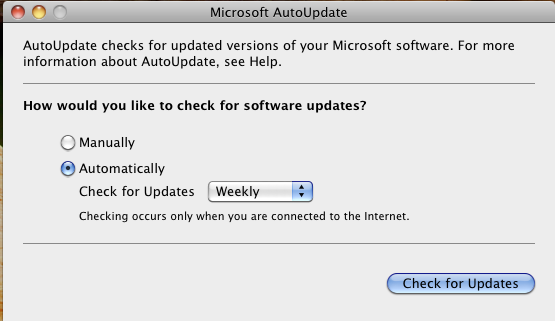 Microsoft AutoUpdate
AutoUpdate checks for updated versions of your Microsoft software. For more
information about AutoUpdate, see Help.
How would you like to check for software updates?
Manually
Automatically
Check for Updates Weekly
Checking occurs only when you are connected to the Internet.
Check for Updates